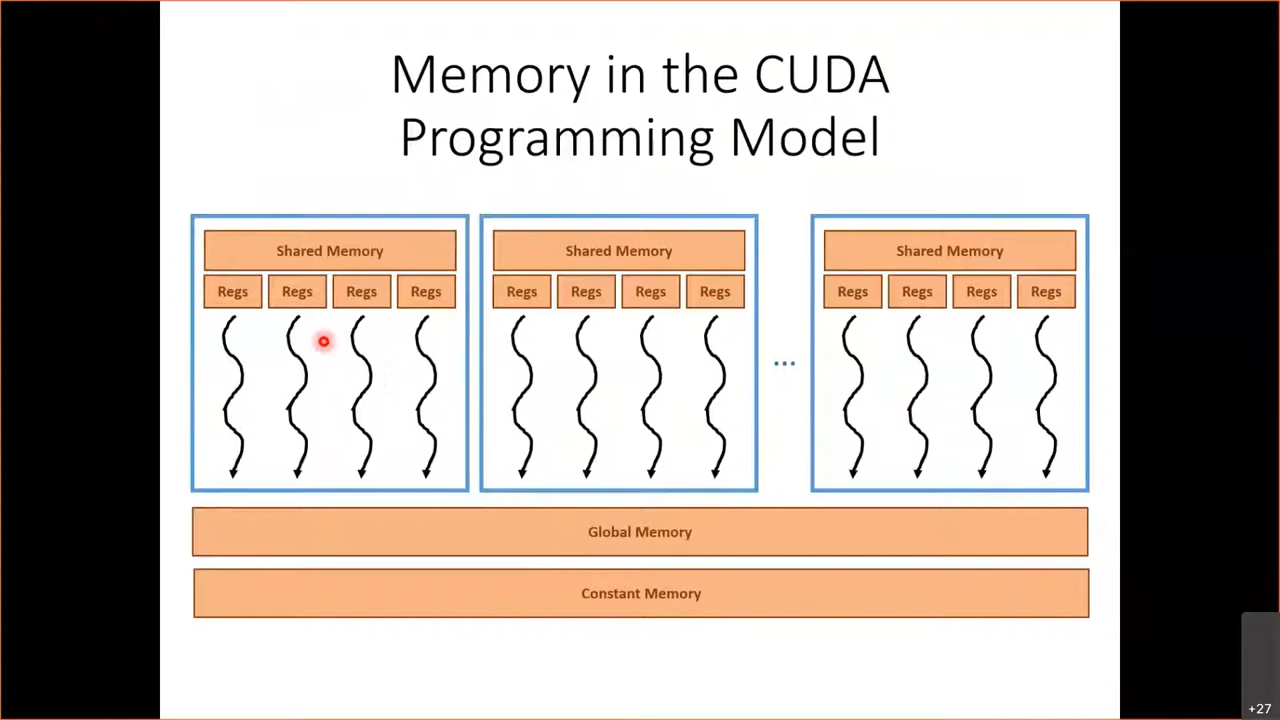 Memory in the CUDA
Programming Model
Shared Memory
Regs Regs Regs Regs
Shared Memory
Regs Regs Regs Regs
...
Shared Memory
Regs Regs Regs Regs
Global Memory
Constant Memory
+27